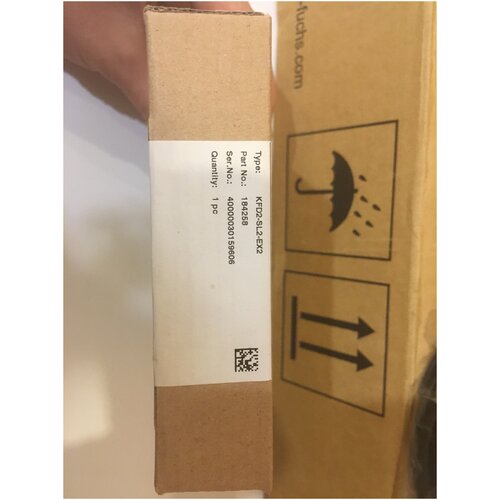 Type: KFD2-SL2-EX2
Part No.: 184258
Ser.No.: 40000030159606
Quantity: 1 pc
-fuchs.com